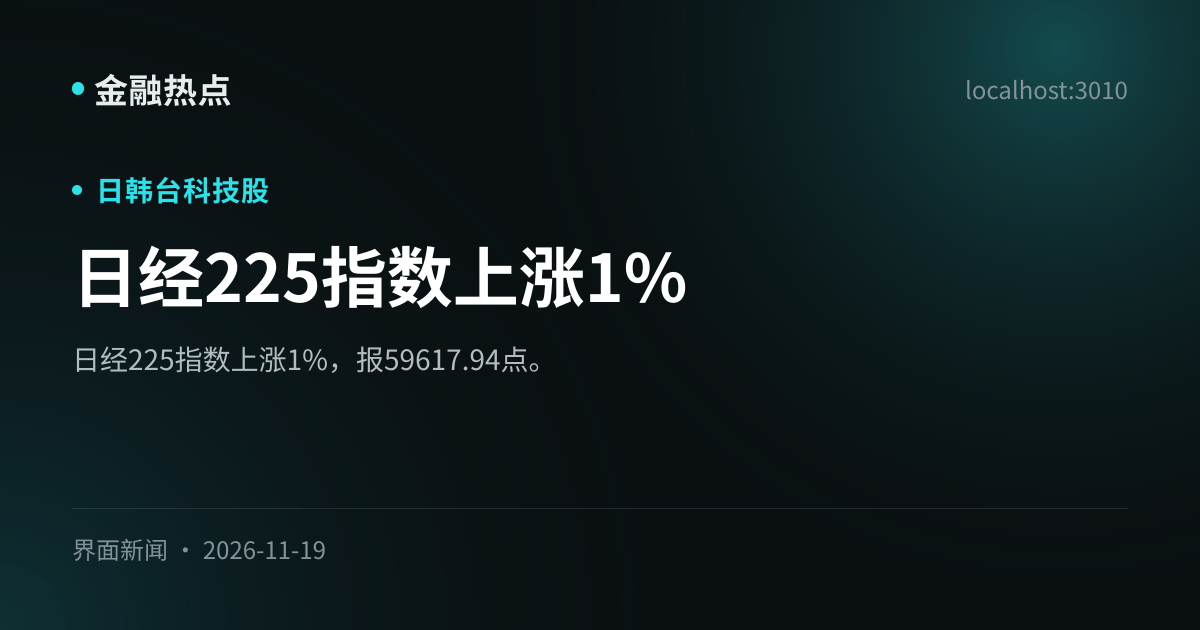 金融热点
localhost:3010
日韩台科技股
日经225指数上涨1%
日经225指数上涨1%，报59617.94点。
界面新闻 • 2026-11-19